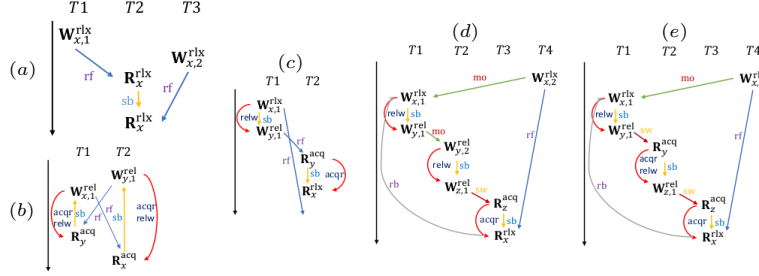 (a)
T1 T2 T3
W^rlx_x,1
W^rlx_x,2
rf
rf
R^rlx_x
sb
R^rlx_x
(b)
T1 T2
W^rel_y,1
W^rel_x,1
rf
rf
acqr
relw
sb
sb
acqr
relw
R^acq_y
R^acq_x
(c)
T1 T2
W^rlx_x,1
relw
sb
W^rel_y,1
rf
rf
R^acq_y
sb
acqr
R^rlx_x
(d)
T1 T2 T3 T4
mo
W^rlx_x,2
W^rlx_x,1
relw
sb
W^rel_y,1
mo
W^rel_y,2
rf
relw
sb
W^rel_z,1
sw
rb
R^acq_z
acqr
sb
R^rlx_x
(e)
T1 T2 T3 T4
mo
W^rlx
W^rlx_x,1
relw
sb
W^rel_y,1
sw
R^acq_y
rf
acqr
relw
sb
W^rel_z,1
sw
rb
R^acq_z
acqr
sb
R^rlx_x